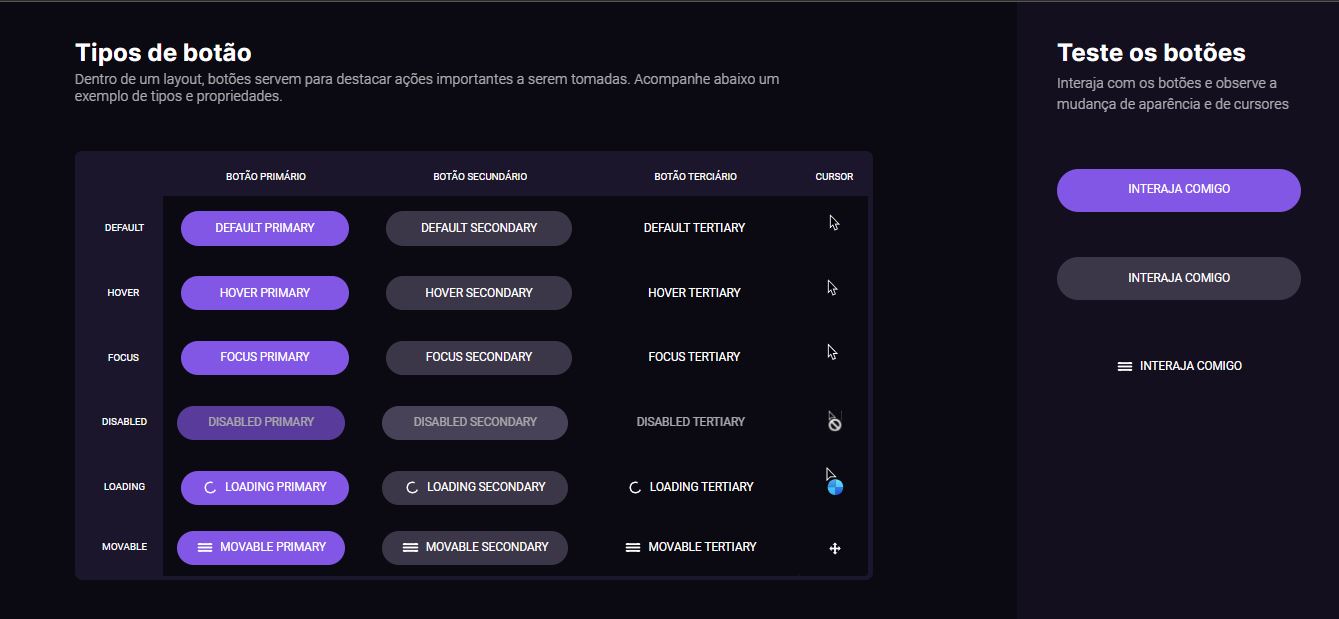 Tipos de botão
Dentro de um layout, botões servem para destacar ações importantes a serem tomadas. Acompanhe abaixo um
exemplo de tipos e propriedades.
BOTÃO PRIMÁRIO BOTÃO SECUNDÁRIO BOTÃO TERCIÁRIO CURSOR
DEFAULT DEFAULT PRIMARY DEFAULT SECONDARY DEFAULT TERTIARY
HOVER HOVER PRIMARY HOVER SECONDARY HOVER TERTIARY
FOCUS FOCUS PRIMARY FOCUS SECONDARY FOCUS TERTIARY
DISABLED DISABLED PRIMARY DISABLED SECONDARY DISABLED TERTIARY
LOADING LOADING PRIMARY LOADING SECONDARY LOADING TERTIARY
MOVABLE MOVABLE PRIMARY MOVABLE SECONDARY MOVABLE TERTIARY
Teste os botões
Interaja com os botões e observe a
mudança de aparência e de cursores
INTERAJA COMIGO
INTERAJA COMIGO
INTERAJA COMIGO